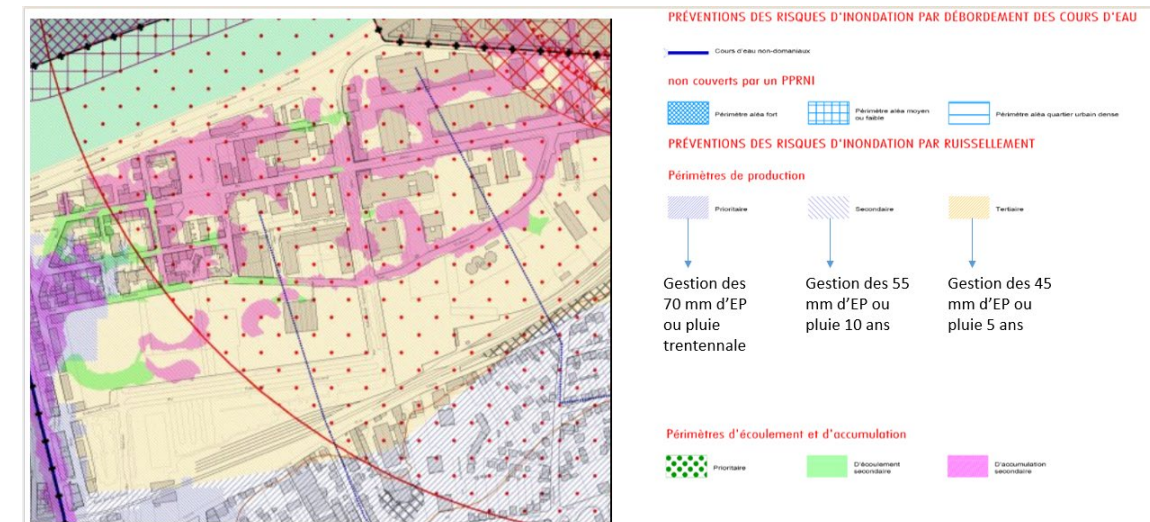 PRÉVENTIONS DES RISQUES D'INONDATION PAR DÉBORDEMENT DES COURS D'EAU
Cours d'eau non-domaniaux
non couverts par un PPRNI
Périmètre aléa fort
Périmètre aléa moyen
ou faible
Périmètre aléa quartier urbain dense
PRÉVENTIONS DES RISQUES D'INONDATION PAR RUISSELLEMENT
Périmètres de production
Prioritaire
Secondaire
Tertiaire
Gestion des
70 mm d'EP
ou pluie
trentennale
Gestion des 55
mm d'EP ou
pluie 10 ans
Gestion des 45
mm d'EP ou
pluie 5 ans
Périmètres d'écoulement et d'accumulation
Prioritaire
D'écoulement
secondaire
D'accumulation
secondaire